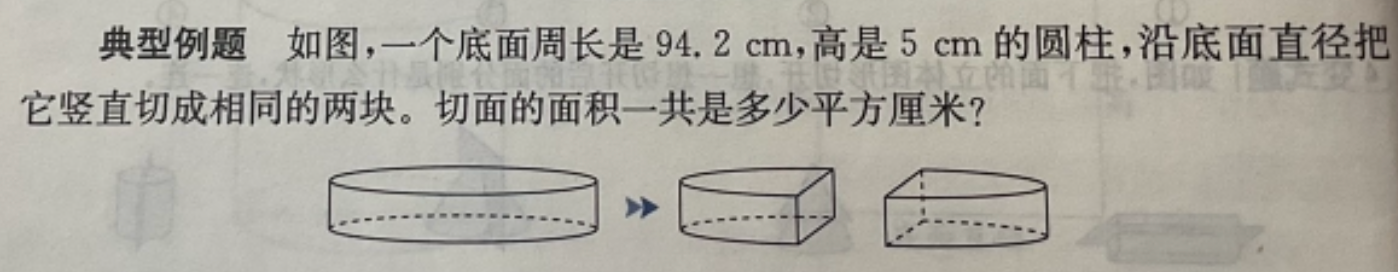 典型例题 如图,一个底面周长是 94.2 cm,高是 5 cm 的圆柱,沿底面直径把
它竖直切成相同的两块。切面的面积一共是多少平方厘米?